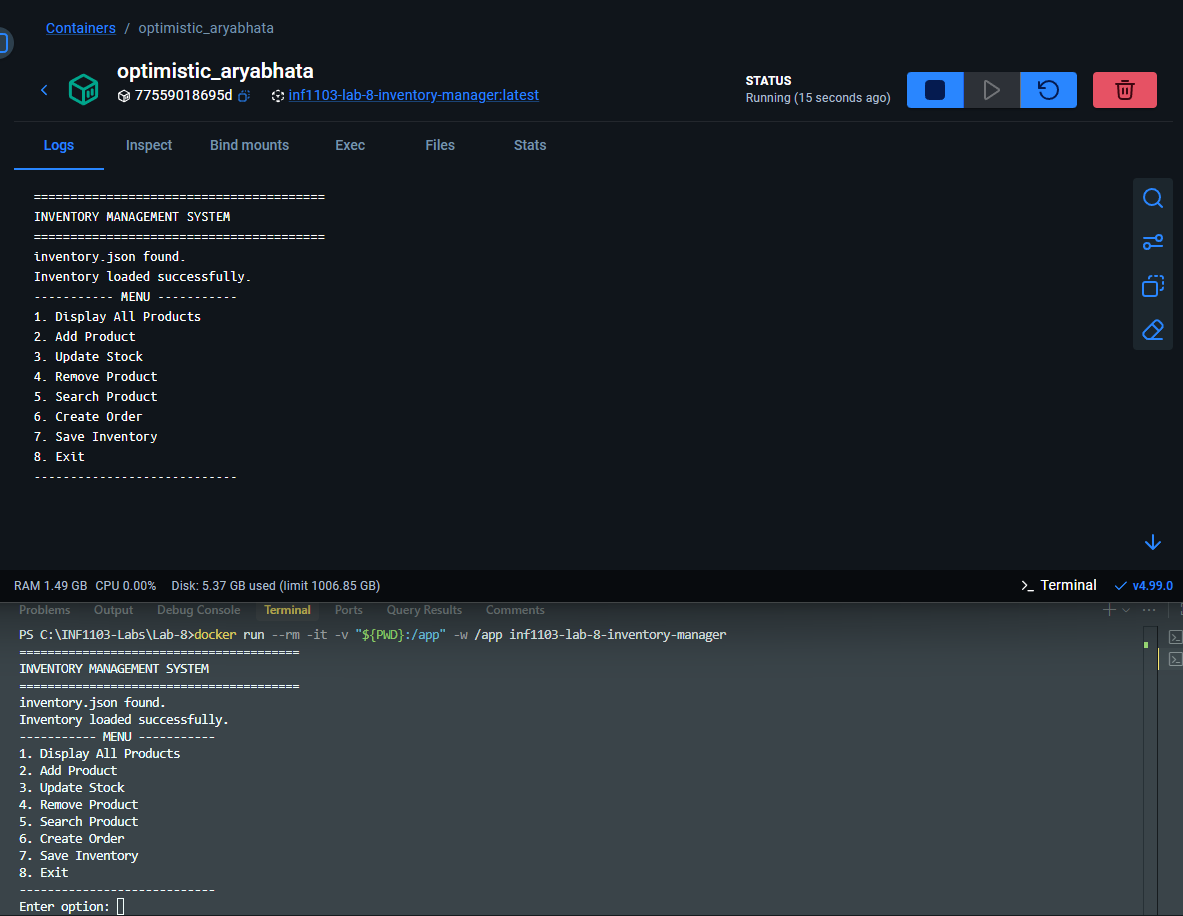 Containers / optimistic_aryabhata
optimistic_aryabhata
77559018695d inf1103-lab-8-inventory-manager:latest
STATUS
Running (15 seconds ago)
Logs Inspect Bind mounts Exec Files Stats
========================================
INVENTORY MANAGEMENT SYSTEM
========================================
inventory.json found.
Inventory loaded successfully.
----------- MENU -----------
1. Display All Products
2. Add Product
3. Update Stock
4. Remove Product
5. Search Product
6. Create Order
7. Save Inventory
8. Exit
----------------------------
RAM 1.49 GB CPU 0.00% Disk: 5.37 GB used (limit 1006.85 GB) >_ Terminal v4.99.0
Problems Output Debug Console Terminal Ports Query Results Comments
PS C:\INF1103-Labs\Lab-8>docker run --rm -it -v "${PWD}:/app" -w /app inf1103-lab-8-inventory-manager
========================================
INVENTORY MANAGEMENT SYSTEM
========================================
inventory.json found.
Inventory loaded successfully.
----------- MENU -----------
1. Display All Products
2. Add Product
3. Update Stock
4. Remove Product
5. Search Product
6. Create Order
7. Save Inventory
8. Exit
----------------------------
Enter option: